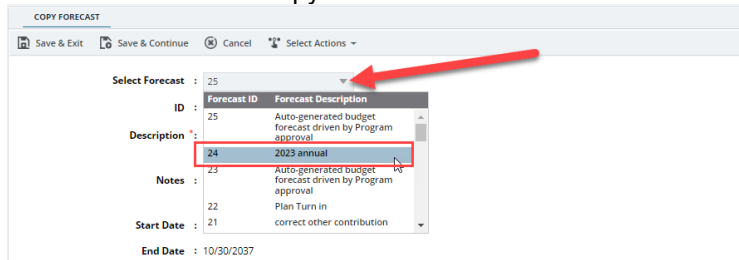 COPY FORECAST
Save & Exit Save & Continue Cancel Select Actions
Select Forecast : 25
ID :
Forecast ID Forecast Description
Description * :
25 Auto-generated budget
forecast driven by Program
approval
24 2023 annual
Notes :
23 Auto-generated budget
forecast driven by Program
approval
22 Plan Turn in
Start Date :
21 correct other contribution
End Date : 10/30/2037